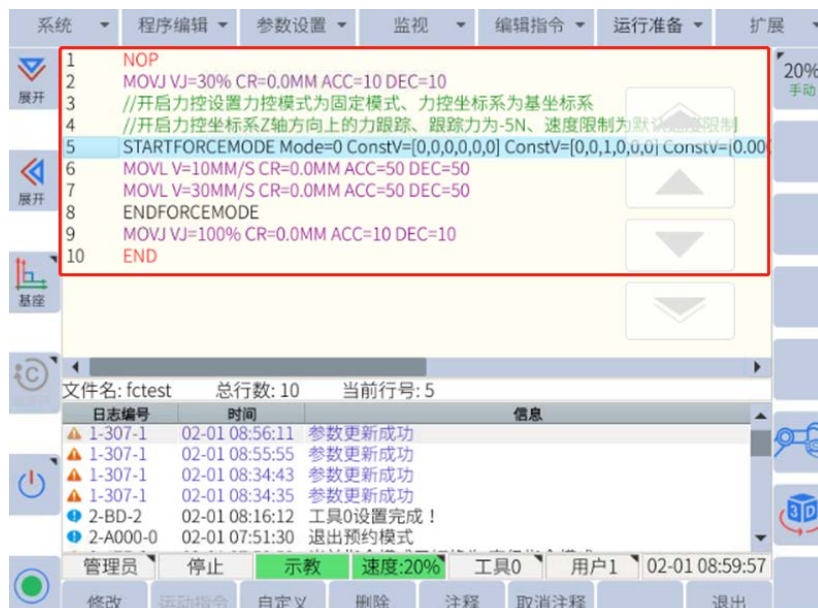 系统 程序编辑 参数设置 监视 编辑指令 运行准备 扩展
展开
展开
基座
20%
手动
1 NOP
2 MOVJ VJ=30% CR=0.0MM ACC=10 DEC=10
3 //开启力控设置力控模式为固定模式、力控坐标系为基坐标系
4 //开启力控坐标系Z轴方向上的力跟踪、跟踪力为-5N、速度限制为默认速度限制
5 STARTFORCEMODE Mode=0 ConstV=[0,0,0,0,0,0] ConstV=[0,0,1,0,0,0] ConstV=[0.000
6 MOVL V=10MM/S CR=0.0MM ACC=50 DEC=50
7 MOVL V=30MM/S CR=0.0MM ACC=50 DEC=50
8 ENDFORCEMODE
9 MOVJ VJ=100% CR=0.0MM ACC=10 DEC=10
10 END
文件名: fctest 总行数: 10 当前行号: 5
日志编号 时间 信息
1-307-1 02-01 08:56:11 参数更新成功
1-307-1 02-01 08:55:55 参数更新成功
1-307-1 02-01 08:34:43 参数更新成功
1-307-1 02-01 08:34:35 参数更新成功
2-BD-2 02-01 08:16:12 工具0设置完成！
2-A000-0 02-01 07:51:30 退出预约模式
管理员 停止 示教 速度:20% 工具0 用户1 02-01 08:59:57
修改 运动指令 自定义 删除 注释 取消注释 退出
3D